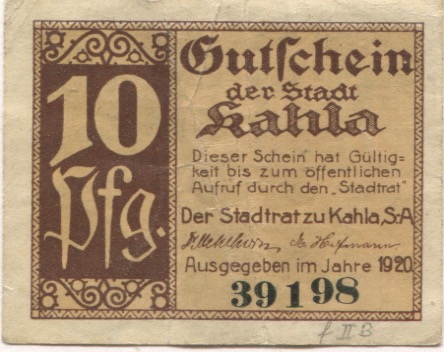 10
Pfg.
Gutschein
der Stadt
Kahla
Dieser Schein hat Gültig=
keit bis zum öffentlichen
Aufruf durch den „Stadtrat"
Der Stadtrat zu Kahla, S.-A
Ausgegeben im Jahre 1920
39198
f II B